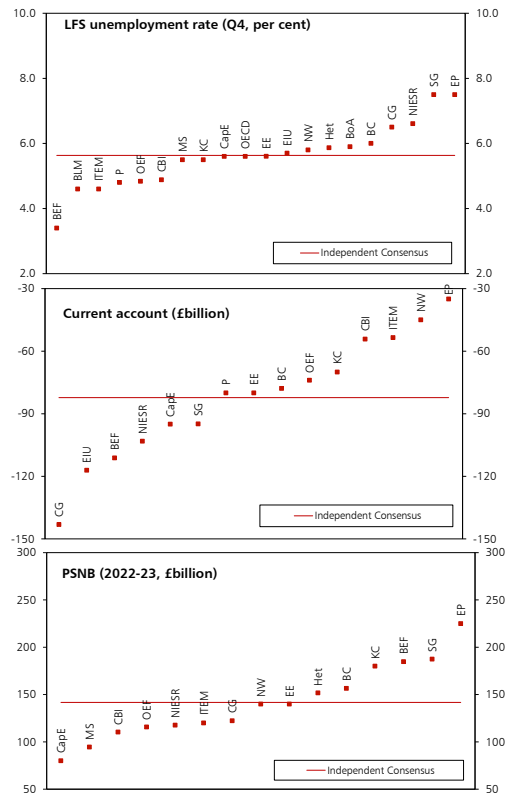 LFS unemployment rate (Q4, per cent)
10.0 10.0
8.0 8.0
6.0 6.0
4.0 4.0
2.0 2.0
BEF BLM ITEM P OEF CBI MS KC CapE OECD EE EIU NW Het BoA BC CG NIESR SG EP
Independent Consensus
Current account (£billion)
-30 -30
-60 -60
-90 -90
-120 -120
-150 -150
CG EIU BEF NIESR CapE SG P EE BC OEF KC CBI ITEM NW EP
Independent Consensus
PSNB (2022-23, £billion)
300 300
250 250
200 200
150 150
100 100
50 50
CapE MS CBI OEF NIESR ITEM CG NW EE Het BC KC BEF SG EP
Independent Consensus